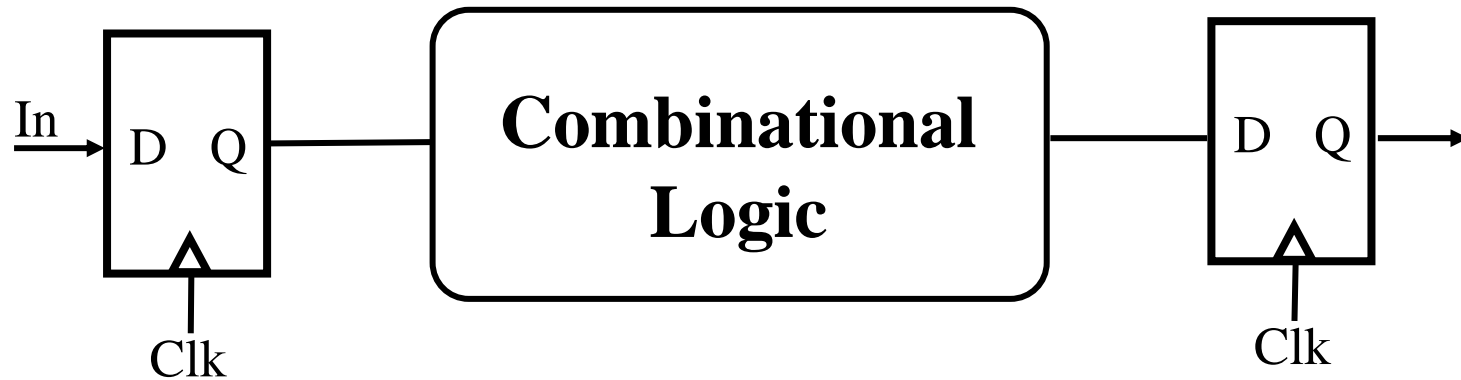 In
D Q
Clk
Combinational
Logic
D Q
Clk